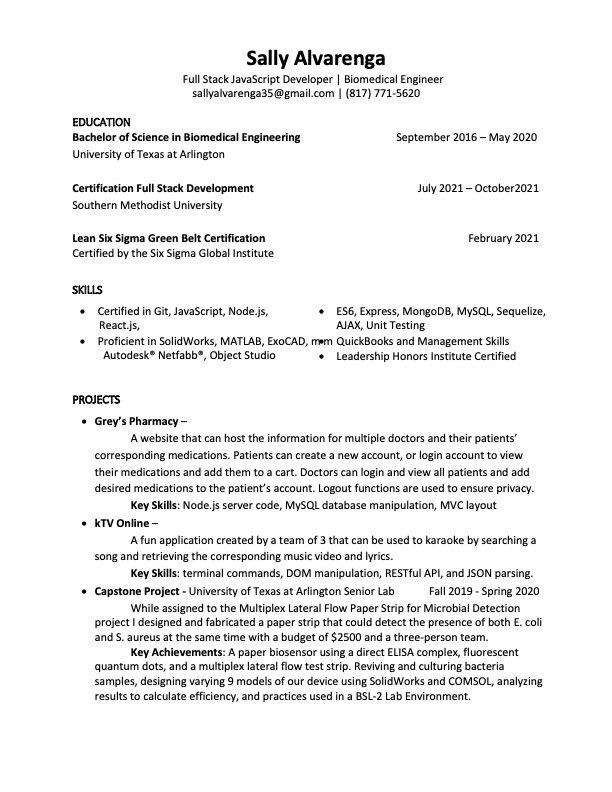 Sally Alvarenga
Full Stack JavaScript Developer | Biomedical Engineer
sallyalvarenga35@gmail.com | (817) 771-5620
EDUCATION
Bachelor of Science in Biomedical Engineering September 2016 – May 2020
University of Texas at Arlington
Certification Full Stack Development July 2021 – October2021
Southern Methodist University
Lean Six Sigma Green Belt Certification February 2021
Certified by the Six Sigma Global Institute
SKILLS
• Certified in Git, JavaScript, Node.js,
React.js,
• Proficient in SolidWorks, MATLAB, ExoCAD, mm
Autodesk® Netfabb®, Object Studio
• ES6, Express, MongoDB, MySQL, Sequelize,
AJAX, Unit Testing
• QuickBooks and Management Skills
• Leadership Honors Institute Certified
PROJECTS
• Grey’s Pharmacy –
A website that can host the information for multiple doctors and their patients’
corresponding medications. Patients can create a new account, or login account to view
their medications and add them to a cart. Doctors can login and view all patients and add
desired medications to the patient’s account. Logout functions are used to ensure privacy.
Key Skills: Node.js server code, MySQL database manipulation, MVC layout
• kTV Online –
A fun application created by a team of 3 that can be used to karaoke by searching a
song and retrieving the corresponding music video and lyrics.
Key Skills: terminal commands, DOM manipulation, RESTful API, and JSON parsing.
• Capstone Project - University of Texas at Arlington Senior Lab Fall 2019 - Spring 2020
While assigned to the Multiplex Lateral Flow Paper Strip for Microbial Detection
project I designed and fabricated a paper strip that could detect the presence of both E. coli
and S. aureus at the same time with a budget of $2500 and a three-person team.
Key Achievements: A paper biosensor using a direct ELISA complex, fluorescent
quantum dots, and a multiplex lateral flow test strip. Reviving and culturing bacteria
samples, designing varying 9 models of our device using SolidWorks and COMSOL, analyzing
results to calculate efficiency, and practices used in a BSL-2 Lab Environment.